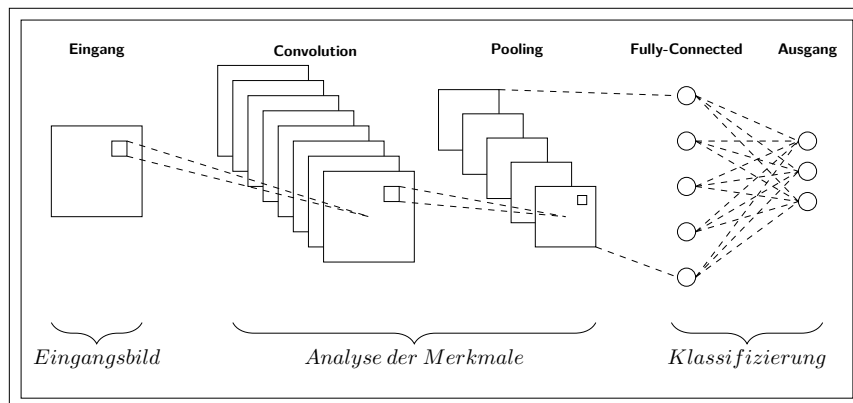 Eingang Convolution Pooling Fully-Connected Ausgang
Eingangsbild Analyse der Merkmale Klassifizierung